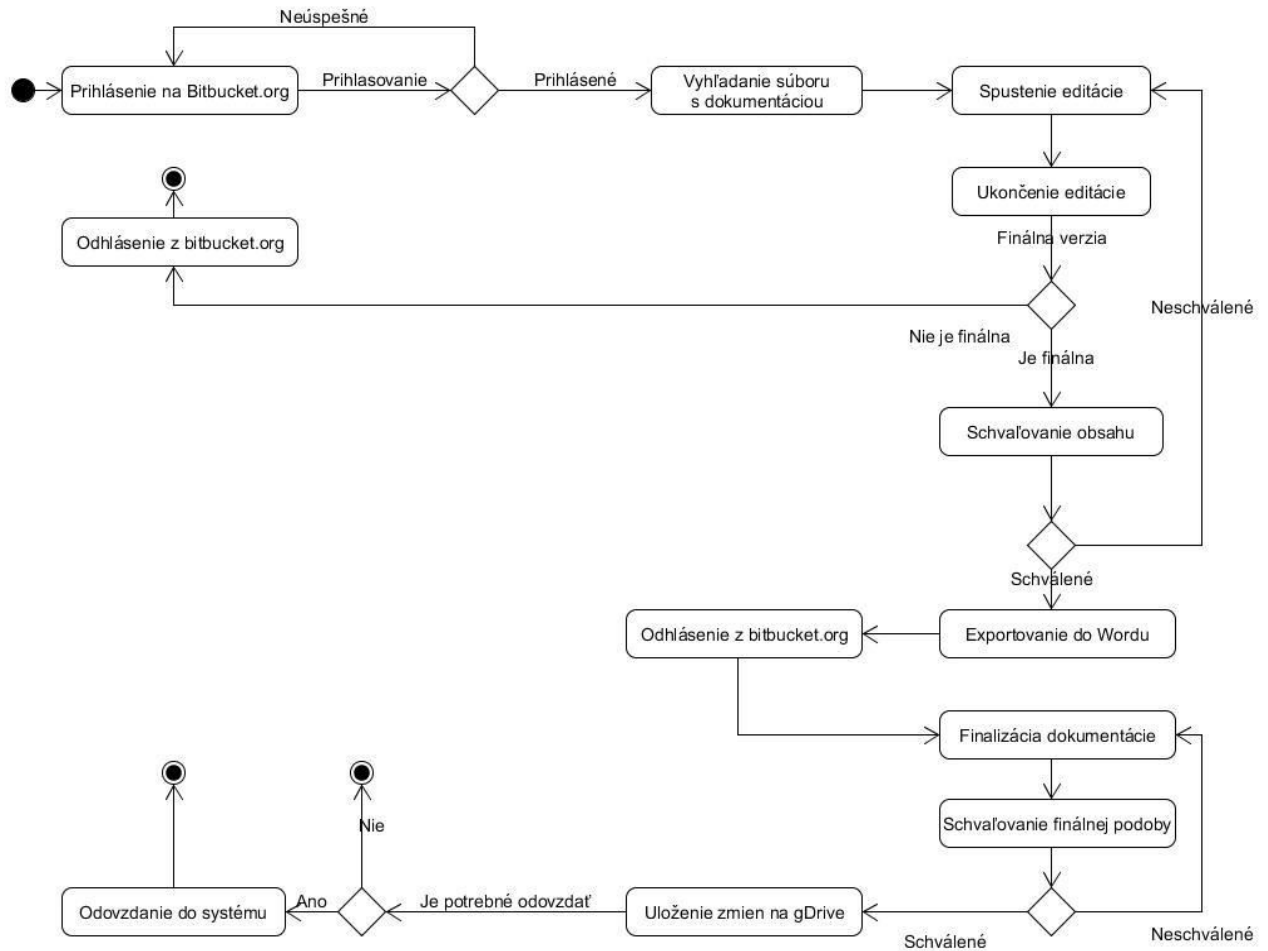 Neúspešné
Prihlásenie na Bitbucket.org
Prihlasovanie
Prihlásené
Vyhľadanie súboru
s dokumentáciou
Spustenie editácie
Ukončenie editácie
Odhlásenie z bitbucket.org
Finálna verzia
Neschválené
Nie je finálna
Je finálna
Schvaľovanie obsahu
Schválené
Odhlásenie z bitbucket.org
Exportovanie do Wordu
Finalizácia dokumentácie
Schvaľovanie finálnej podoby
Nie
Odovzdanie do systému
Ano
Je potrebné odovzdať
Uloženie zmien na gDrive
Schválené
Neschválené